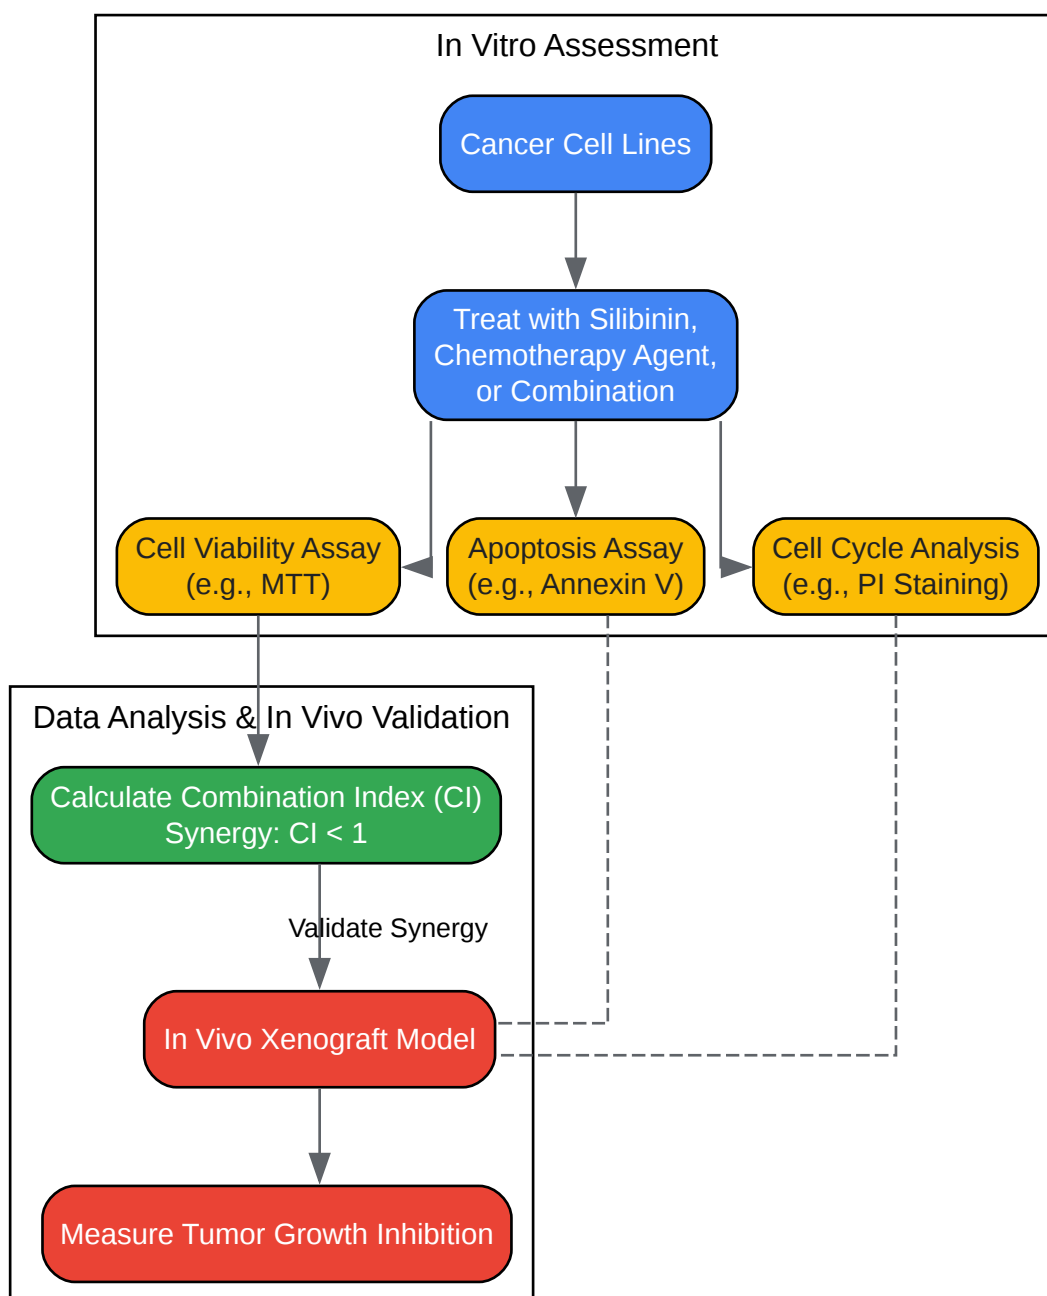 In Vitro Assessment
Cancer Cell Lines
Treat with Silibinin,
Chemotherapy Agent,
or Combination
Cell Viability Assay
(e.g., MTT)
Apoptosis Assay
(e.g., Annexin V)
Cell Cycle Analysis
(e.g., PI Staining)
Data Analysis & In Vivo Validation
Calculate Combination Index (CI)
Synergy: CI < 1
Validate Synergy
In Vivo Xenograft Model
Measure Tumor Growth Inhibition